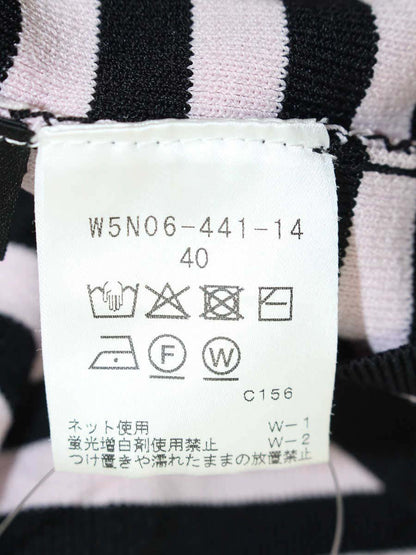 W5N06-441-14
40
F W
C156
ネット使用 W-1
蛍光増白剤使用禁止 W-2
つけ置きや濡れたままの放置禁止